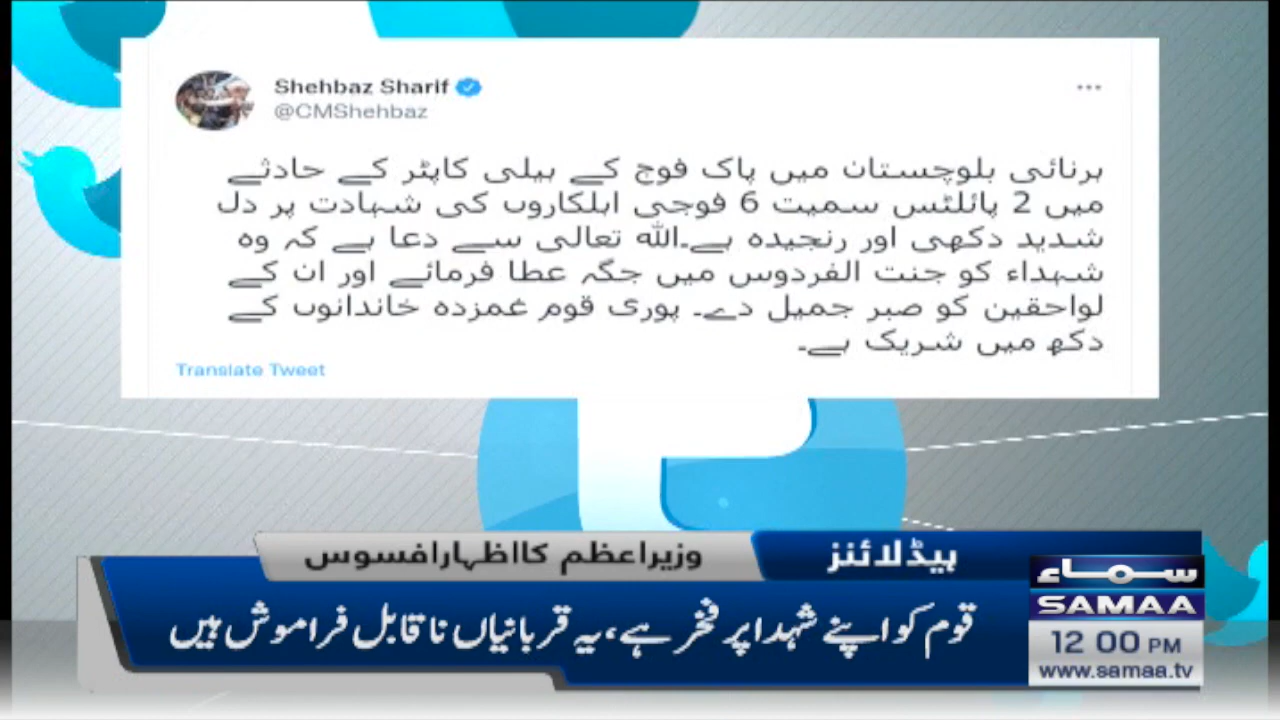 Shehbaz Sharif
@CMShehbaz
ہرنائی بلوچستان میں پاک فوج کے ہیلی کاپٹر کے حادثے
میں 2 پائلٹس سمیت 6 فوجی اہلکاروں کی شہادت پر دل
شدید دکھی اور رنجیدہ ہے۔اللہ تعالی سے دعا ہے کہ وہ
شہداء کو جنت الفردوس میں جگہ عطا فرمائے اور ان کے
لواحقین کو صبر جمیل دے۔ پوری قوم غمزدہ خاندانوں کے
دکھ میں شریک ہے۔
Translate Tweet
ہیڈلائنز
وزیراعظم کااظہارافسوس
قوم کو اپنے شہدا پر فخر ہے، یہ قربانیاں ناقابل فراموش ہیں
سماء
SAMAA
12 00 PM
www.samaa.tv